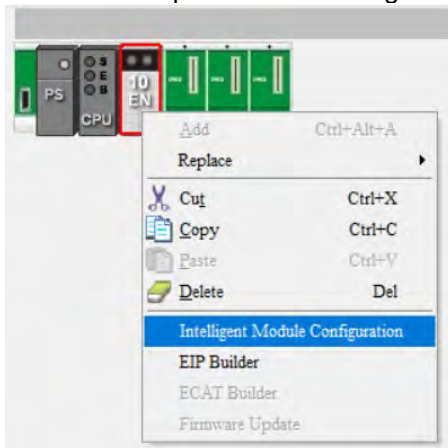 PS
CPU
S
E
B
10
EN
Add Ctrl+Alt+A
Replace
Cut Ctrl+X
Copy Ctrl+C
Paste Ctrl+V
Delete Del
Intelligent Module Configuration
EIP Builder
ECAT Builder
Firmware Update